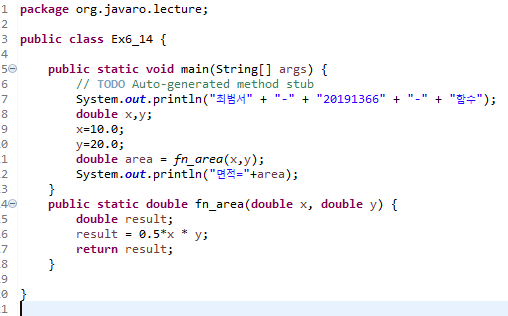 1 package org.javaro.lecture;
2
3 public class Ex6_14 {
4
5 public static void main(String[] args) {
6 // TODO Auto-generated method stub
7 System.out.println("최범서" + "-" + "20191366" + "-" + "함수");
8 double x,y;
9 x=10.0;
0 y=20.0;
1 double area = fn_area(x,y);
2 System.out.println("면적="+area);
3 }
4 public static double fn_area(double x, double y) {
5 double result;
6 result = 0.5*x * y;
7 return result;
8 }
9
0 }
1